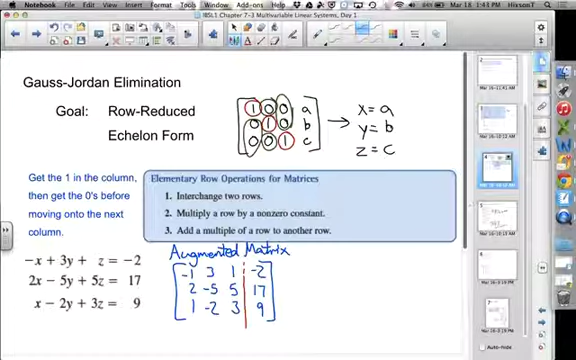 Notebook File Edit View Insert Format Tools Add-ons Window Help Mar 18 1:43 PM HixsonT
IBSL1 Chapter 7-3 Multivariable Linear Systems, Day 1
Gauss-Jordan Elimination
Goal: Row-Reduced
Echelon Form
1 0 0 a
0 1 0 b
0 0 1 c
x = a
y = b
z = c
Get the 1 in the column,
then get the 0's before
moving onto the next
column.
Elementary Row Operations for Matrices
1. Interchange two rows.
2. Multiply a row by a nonzero constant.
3. Add a multiple of a row to another row.
Augmented Matrix
−x + 3y + z = −2
2x − 5y + 5z = 17
x − 2y + 3z = 9
-1 3 1 -2
2 -5 5 17
1 -2 3 9
Auto-hide